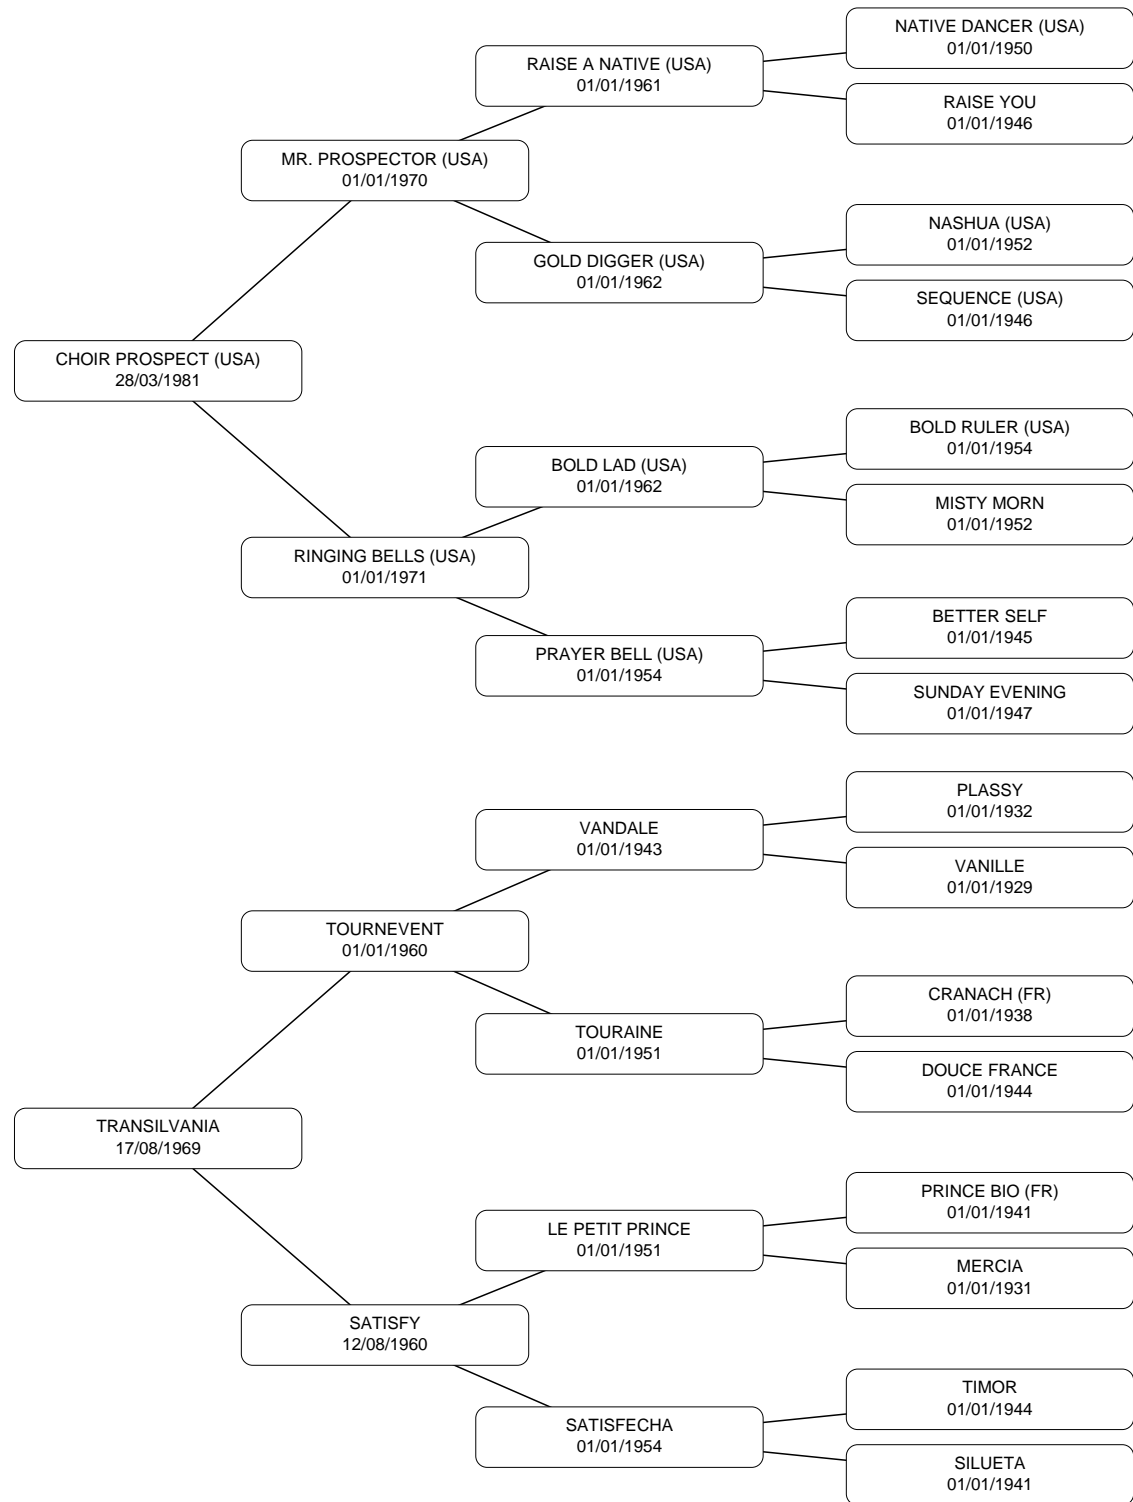 NATIVE DANCER (USA)
01/01/1950
RAISE A NATIVE (USA)
01/01/1961
RAISE YOU
01/01/1946
MR. PROSPECTOR (USA)
01/01/1970
NASHUA (USA)
01/01/1952
GOLD DIGGER (USA)
01/01/1962
SEQUENCE (USA)
01/01/1946
CHOIR PROSPECT (USA)
28/03/1981
BOLD RULER (USA)
01/01/1954
BOLD LAD (USA)
01/01/1962
MISTY MORN
01/01/1952
RINGING BELLS (USA)
01/01/1971
BETTER SELF
01/01/1945
PRAYER BELL (USA)
01/01/1954
SUNDAY EVENING
01/01/1947
PLASSY
01/01/1932
VANDALE
01/01/1943
VANILLE
01/01/1929
TOURNEVENT
01/01/1960
CRANACH (FR)
01/01/1938
TOURAINE
01/01/1951
DOUCE FRANCE
01/01/1944
TRANSILVANIA
17/08/1969
PRINCE BIO (FR)
01/01/1941
LE PETIT PRINCE
01/01/1951
MERCIA
01/01/1931
SATISFY
12/08/1960
TIMOR
01/01/1944
SATISFECHA
01/01/1954
SILUETA
01/01/1941